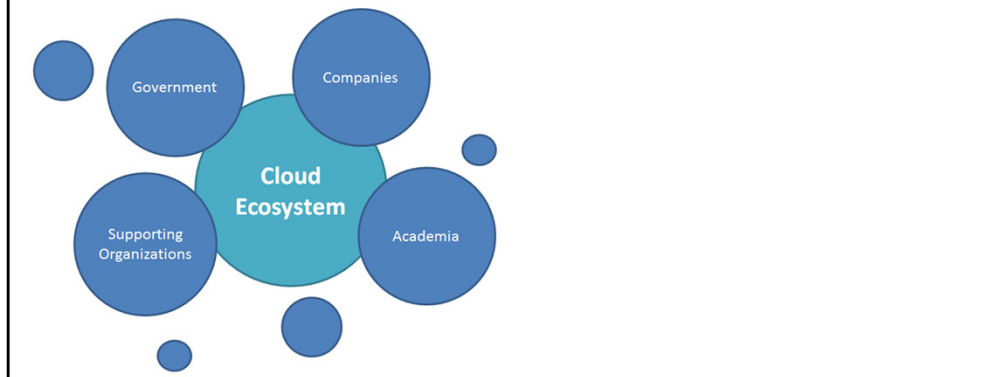 Government
Companies
Cloud
Ecosystem
Supporting
Organizations
Academia